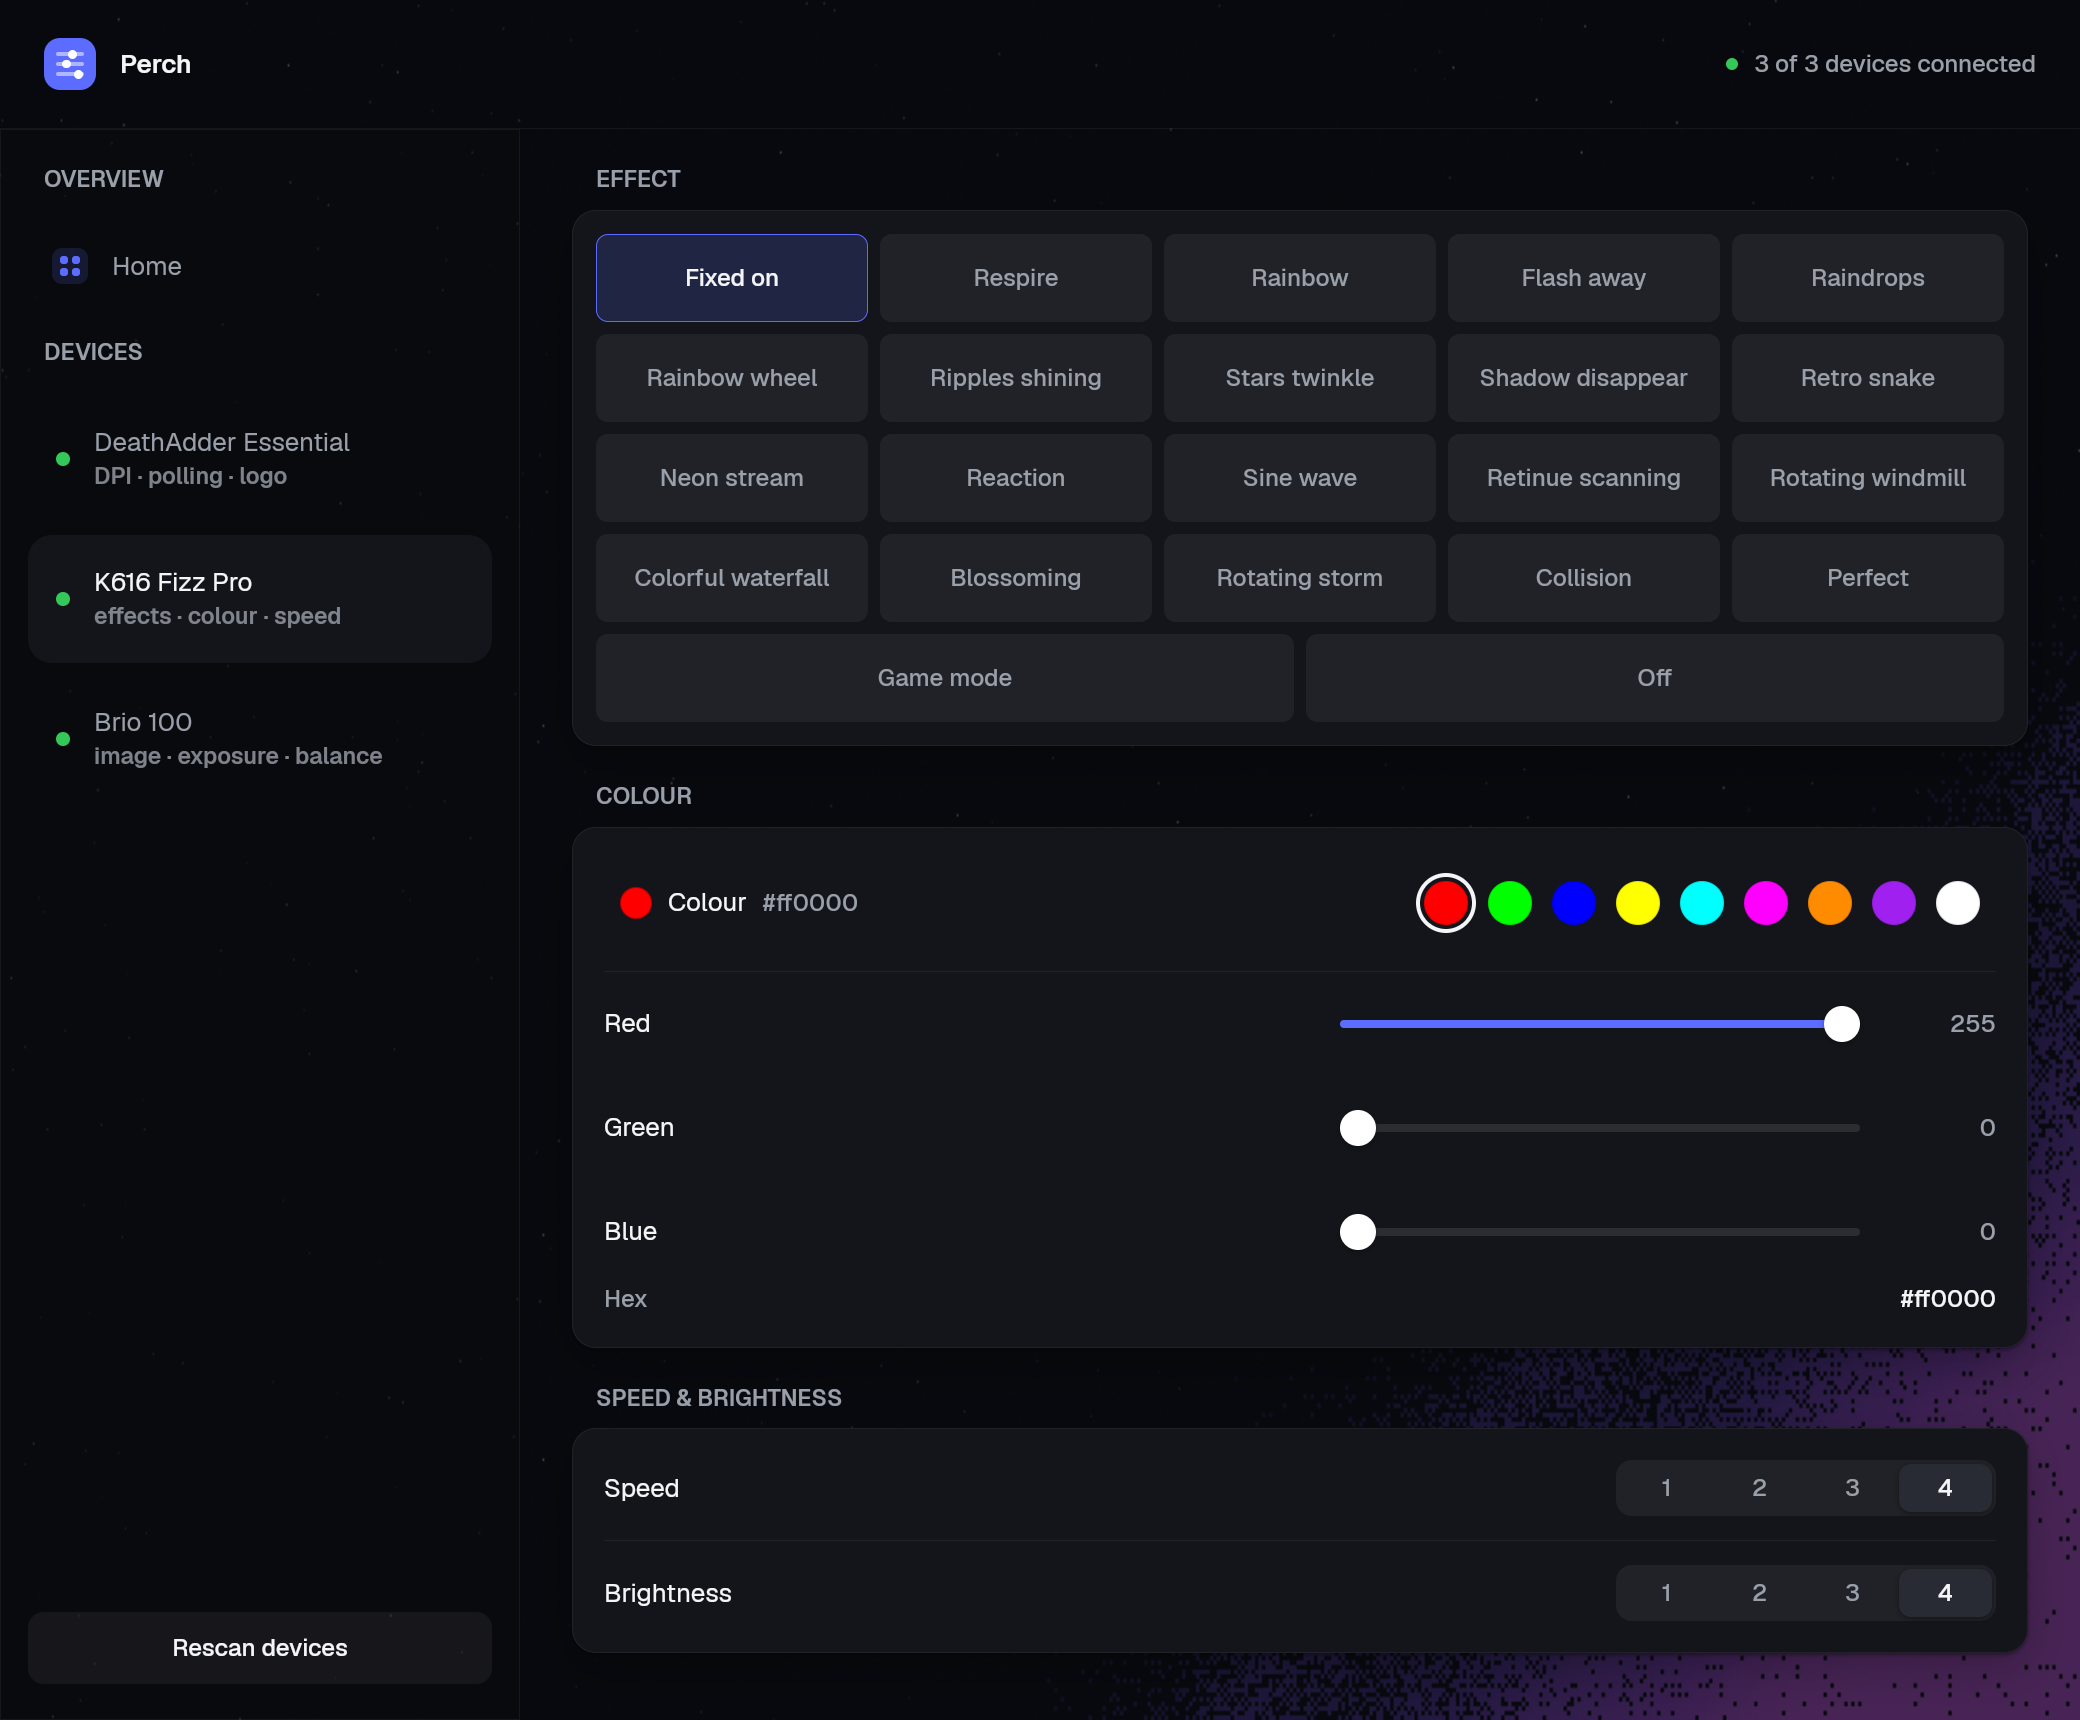 Perch
3 of 3 devices connected
OVERVIEW
Home
DEVICES
DeathAdder Essential
DPI · polling · logo
K616 Fizz Pro
effects · colour · speed
Brio 100
image · exposure · balance
Rescan devices
EFFECT
Fixed on
Respire
Rainbow
Flash away
Raindrops
Rainbow wheel
Ripples shining
Stars twinkle
Shadow disappear
Retro snake
Neon stream
Reaction
Sine wave
Retinue scanning
Rotating windmill
Colorful waterfall
Blossoming
Rotating storm
Collision
Perfect
Game mode
Off
COLOUR
Colour #ff0000
Red 255
Green 0
Blue 0
Hex #ff0000
SPEED & BRIGHTNESS
Speed 1 2 3 4
Brightness 1 2 3 4